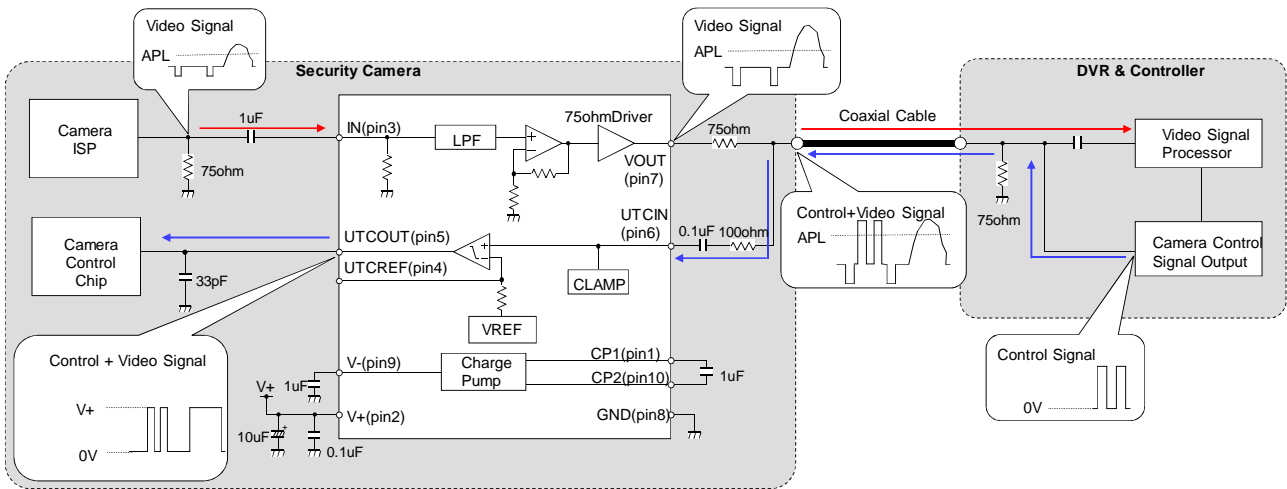 Video Signal
APL
Video Signal
APL
Security Camera
DVR & Controller
Camera
ISP
1uF
75ohm
IN(pin3)
LPF
75ohmDriver
VOUT
(pin7)
75ohm
Coaxial Cable
75ohm
Video Signal
Processor
Camera
Control
Chip
33pF
UTCOUT(pin5)
UTCREF(pin4)
VREF
CLAMP
UTCIN
(pin6)
0.1uF
100ohm
Control+Video Signal
APL
Camera Control
Signal Output
Control + Video Signal
V+
0V
V-(pin9)
1uF
Charge
Pump
CP1(pin1)
CP2(pin10)
1uF
V+
V+(pin2)
10uF
+
0.1uF
GND(pin8)
Control Signal
0V